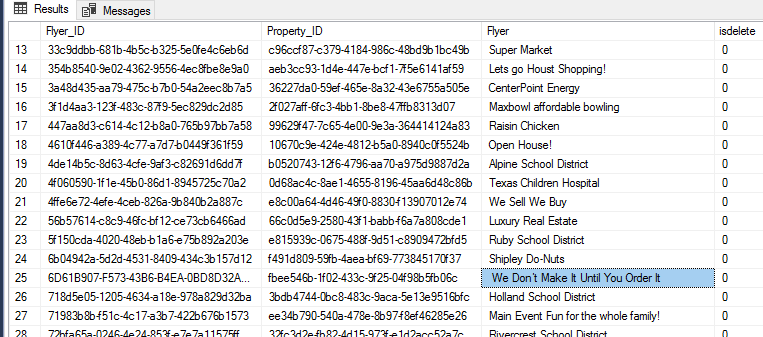 Results Messages
Flyer_ID Property_ID Flyer isdelete
13 33c9ddbb-681b-4b5c-b325-5e0fe4c6eb6d c96ccf87-c379-4184-986c-48bd9b1bc49b Super Market 0
14 354b8540-9e02-4362-9556-4ec8fbe8e9a0 aeb3cc93-1d4e-447e-bcf1-7f5e6141af59 Lets go Houst Shopping! 0
15 3a48d435-aa79-475c-b7b0-54a2eec8b7a5 36227da0-59ef-465e-8a32-43e6755a505e CenterPoint Energy 0
16 3f1d4aa3-123f-483c-87f9-5ec829dc2d85 2f027aff-6fc3-4bb1-8be8-47ffb8313d07 Maxbowl affordable bowling 0
17 447aa8d3-c614-4c12-b8a0-765b97bb7a58 99629f47-7c65-4e00-9e3a-364414124a83 Raisin Chicken 0
18 4610f446-a389-4c77-a7d7-b0449f361f59 10670c9e-424e-4812-b5a0-8940c0f5524b Open House! 0
19 4de14b5c-8d63-4cfe-9af3-c82691d6dd7f b0520743-12f6-4796-aa70-a975d9887d2a Alpine School District 0
20 4f060590-1f1e-45b0-86d1-8945725c70a2 0d68ac4c-8ae1-4655-8196-45aa6d48c86b Texas Children Hospital 0
21 4ffe6e72-4efe-4ceb-826a-9b840b2a887c e8c00a64-4d46-49f0-8830-f13907012e74 We Sell We Buy 0
22 56b57614-c8c9-46fc-bf12-ce73cb6466ad 66c0d5e9-2580-43f1-babb-f6a7a808cde1 Luxury Real Estate 0
23 5f150cda-4020-48eb-b1a6-e75b892a203e e815939c-0675-488f-9d51-c8909472bfd5 Ruby School District 0
24 6b04942a-5d2d-4531-8409-434c3b157d12 f491d809-59fb-4aea-bf69-773845170f37 Shipley Do-Nuts 0
25 6D61B907-F573-43B6-B4EA-0BD8D32A... fbee546b-1f02-433c-9f25-04f98b5fb06c We Don't Make It Until You Order It 0
26 718d5e05-1205-4634-a18e-978a829d32ba 3bdb4744-0bc8-483c-9aca-5e13e9516bfc Holland School District 0
27 71983b8b-f51c-4c17-a3b7-422b676b1573 ee34b790-540a-478e-8b97-f8ef46285e26 Main Event Fun for the whole family! 0
28 72bfa65a-0246-4e24-853f-e7e7a11575ff 32fc3d2e-fb82-4d15-973f-e1d2acc52a7c Rivercrest School District 0